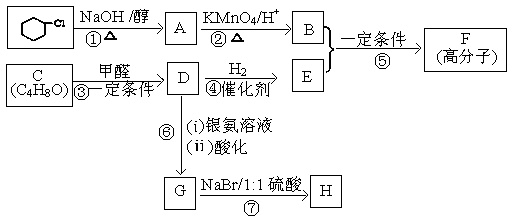 Cl
NaOH /醇
①△
A
KMnO₄/H⁺
②△
B
一定条件
⑤
F
(高分子)
C
(C₄H₈O)
甲醛
③一定条件
D
H₂
④催化剂
E
⑥
(ⅰ)银氨溶液
(ⅱ)酸化
G
NaBr/1:1硫酸
⑦
H